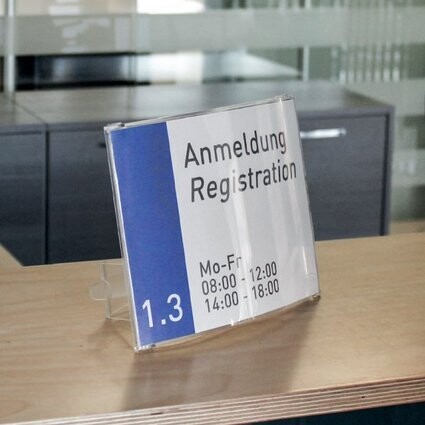 Anmeldung
Registration
Mo-Fr
08:00 - 12:00
14:00 - 18:00
1.3